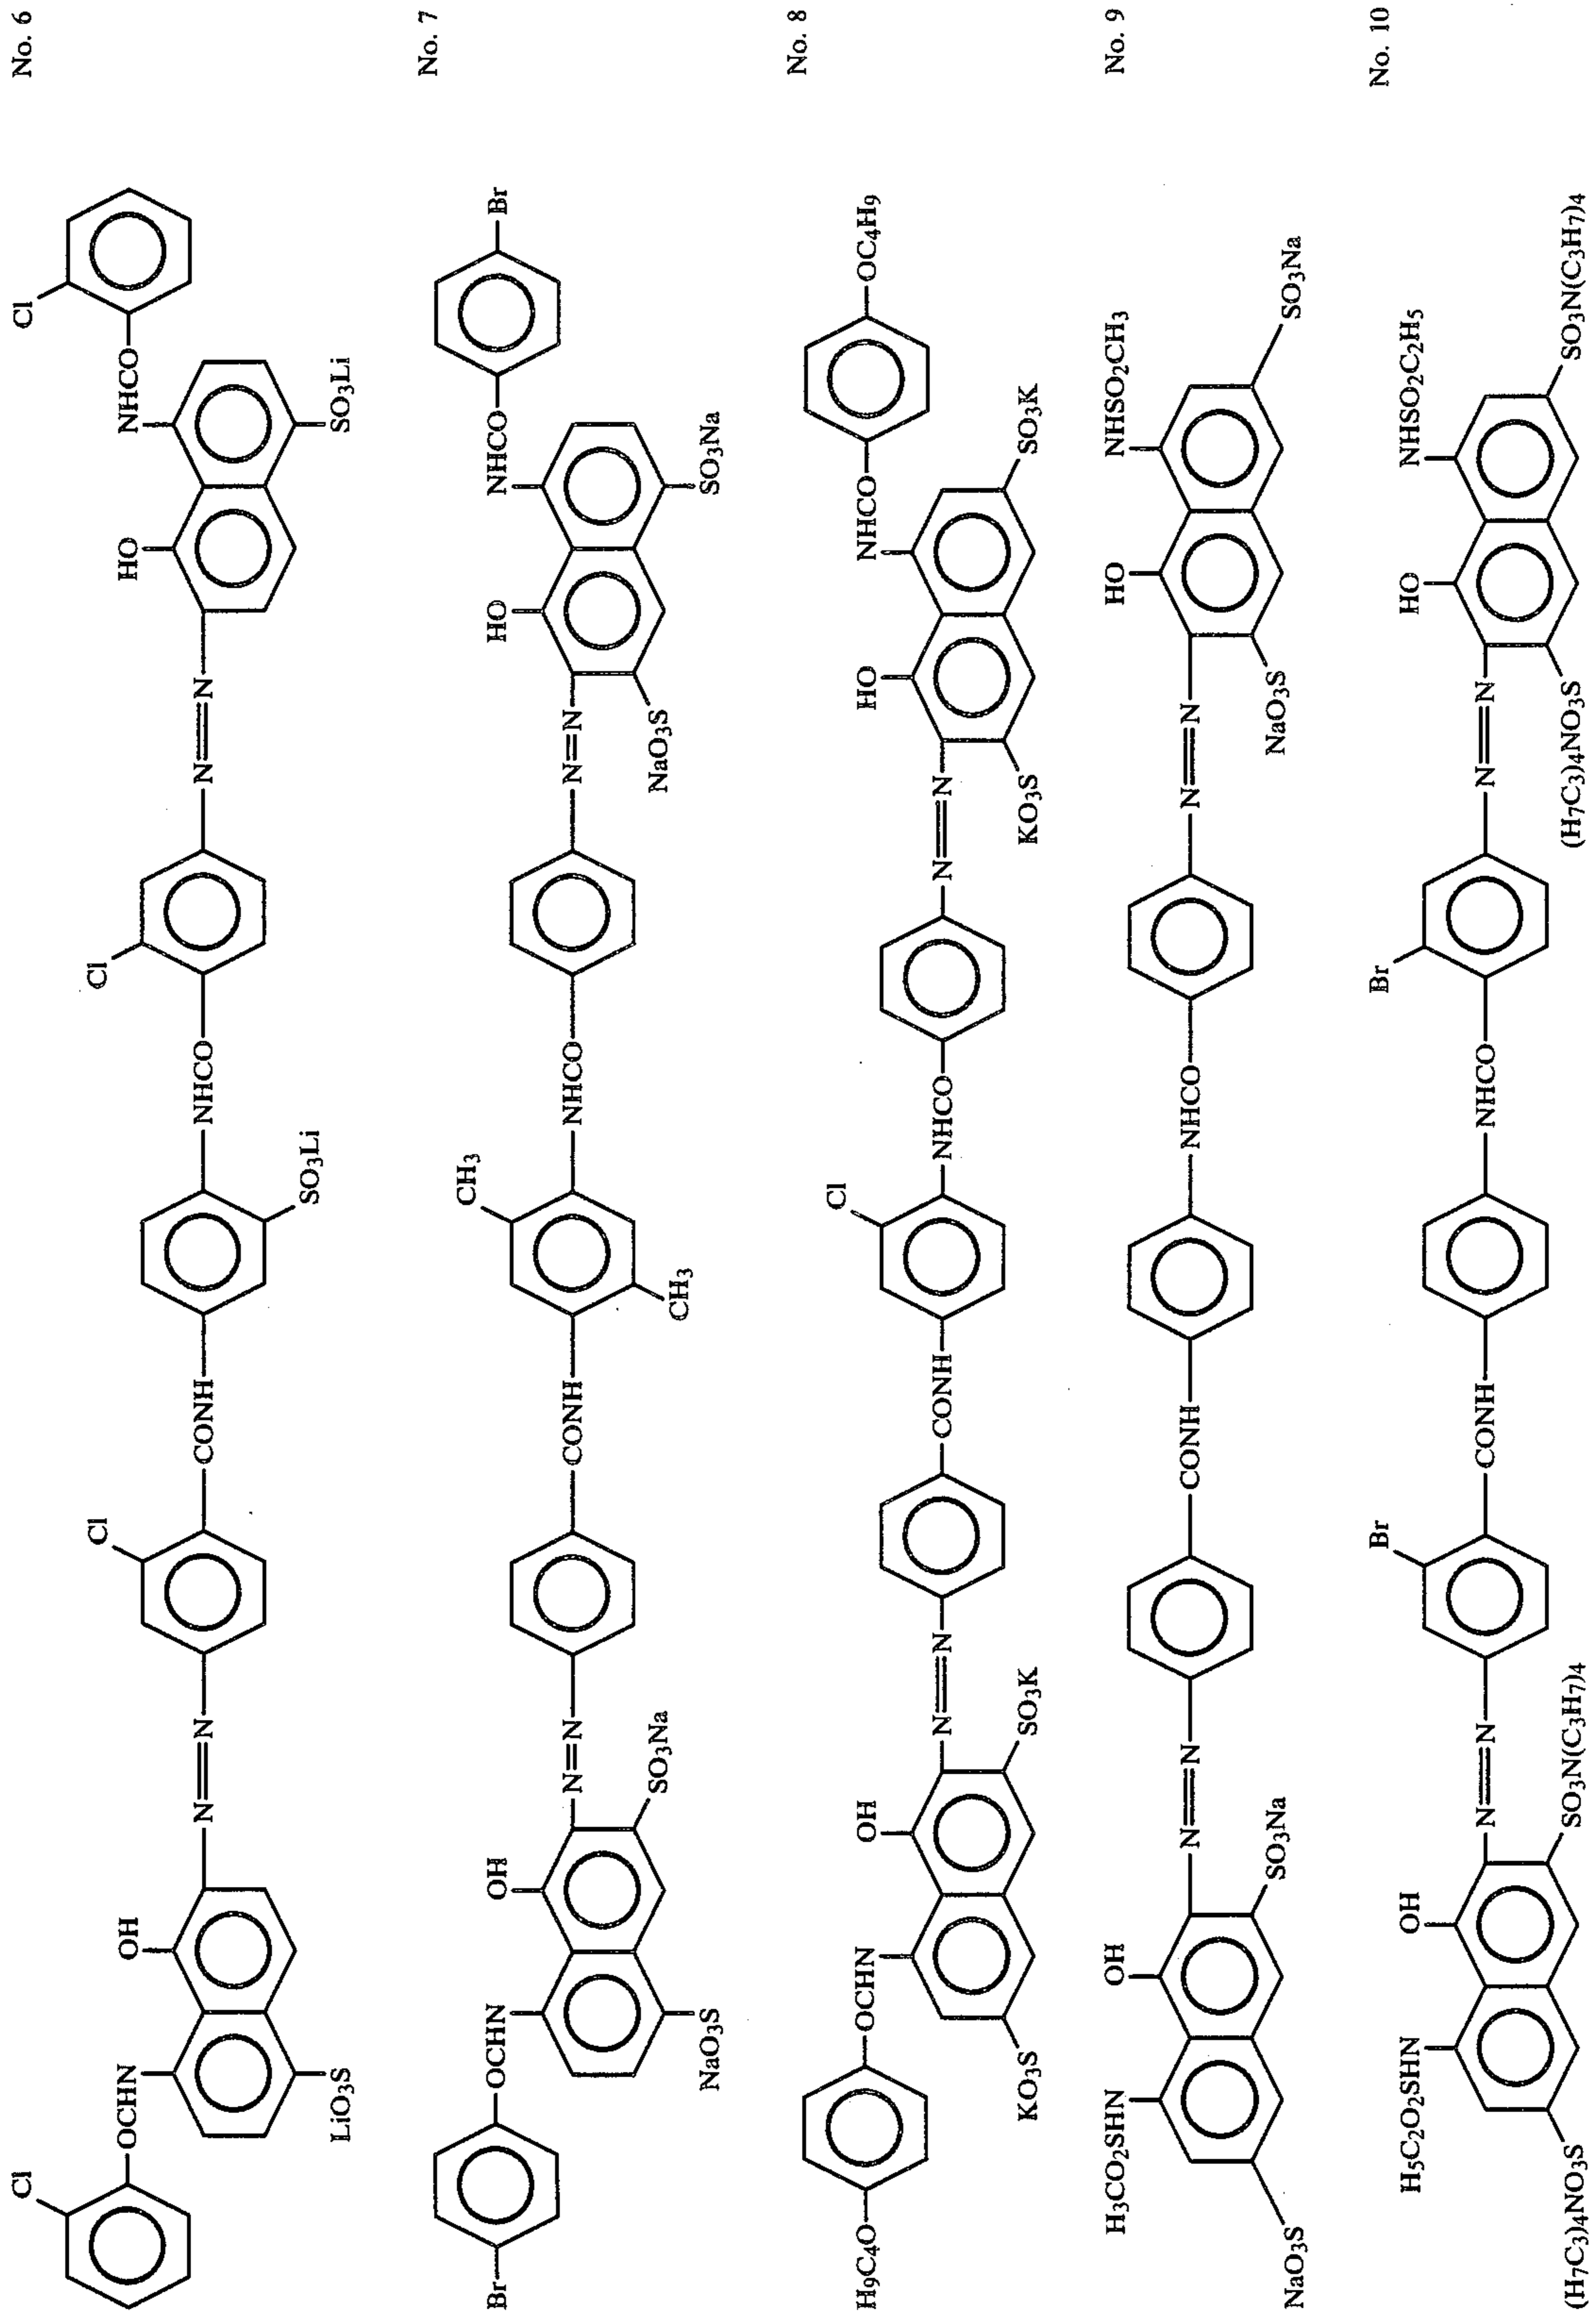 No. 6
Cl
OCHN
OH
LiO3S
N=N
Cl
CONH
SO3Li
NHCO
Cl
N=N
HO
NHCO
Cl
SO3Li
No. 7
Br
OCHN
OH
NaO3S
SO3Na
N=N
CONH
CH3
CH3
NHCO
N=N
HO
NHCO
Br
NaO3S
SO3Na
No. 8
H9C4O
OCHN
OH
KO3S
SO3K
N=N
CONH
Cl
NHCO
N=N
HO
NHCO
OC4H9
KO3S
SO3K
No. 9
H3CO2SHN
OH
NaO3S
SO3Na
N=N
CONH
NHCO
N=N
HO
NHSO2CH3
NaO3S
SO3Na
No. 10
H5C2O2SHN
OH
(H7C3)4NO3S
SO3N(C3H7)4
N=N
Br
CONH
NHCO
Br
N=N
HO
NHSO2C2H5
(H7C3)4NO3S
SO3N(C3H7)4